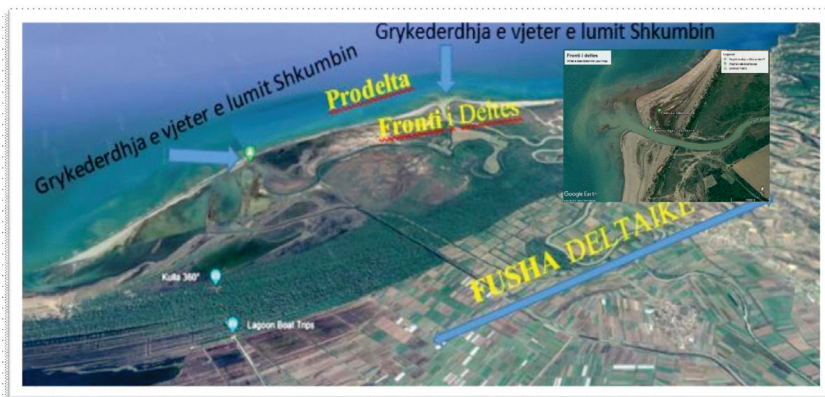 Grykederdhja e vjeter e lumit Shkumbin
Grykederdhja e vjeter e lumit Shkumbin
Prodelta
Fronti i Deltes
Fronti i deltes
Google Earth
FUSHA DELTAIKE
Kulla 360°
Lagoon Boat Trips